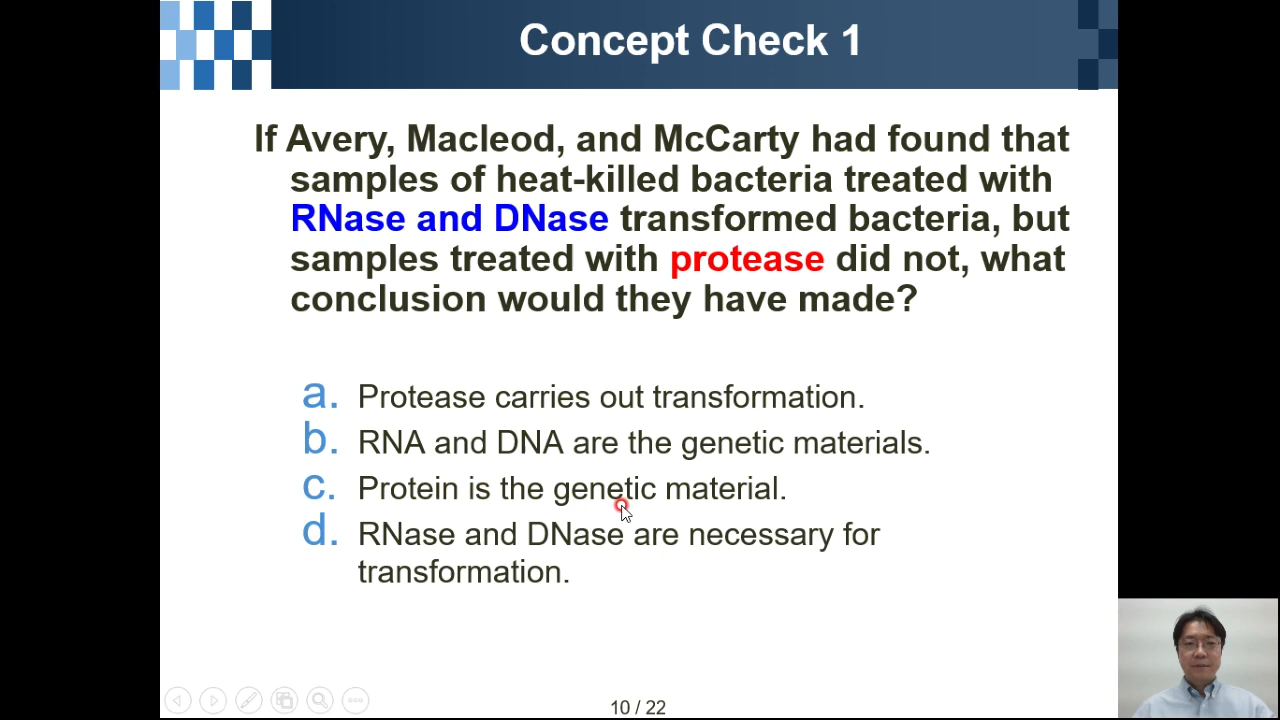 Concept Check 1
If Avery, Macleod, and McCarty had found that
samples of heat-killed bacteria treated with
RNase and DNase transformed bacteria, but
samples treated with protease did not, what
conclusion would they have made?
a. Protease carries out transformation.
b. RNA and DNA are the genetic materials.
c. Protein is the genetic material.
d. RNase and DNase are necessary for
transformation.
10 / 22